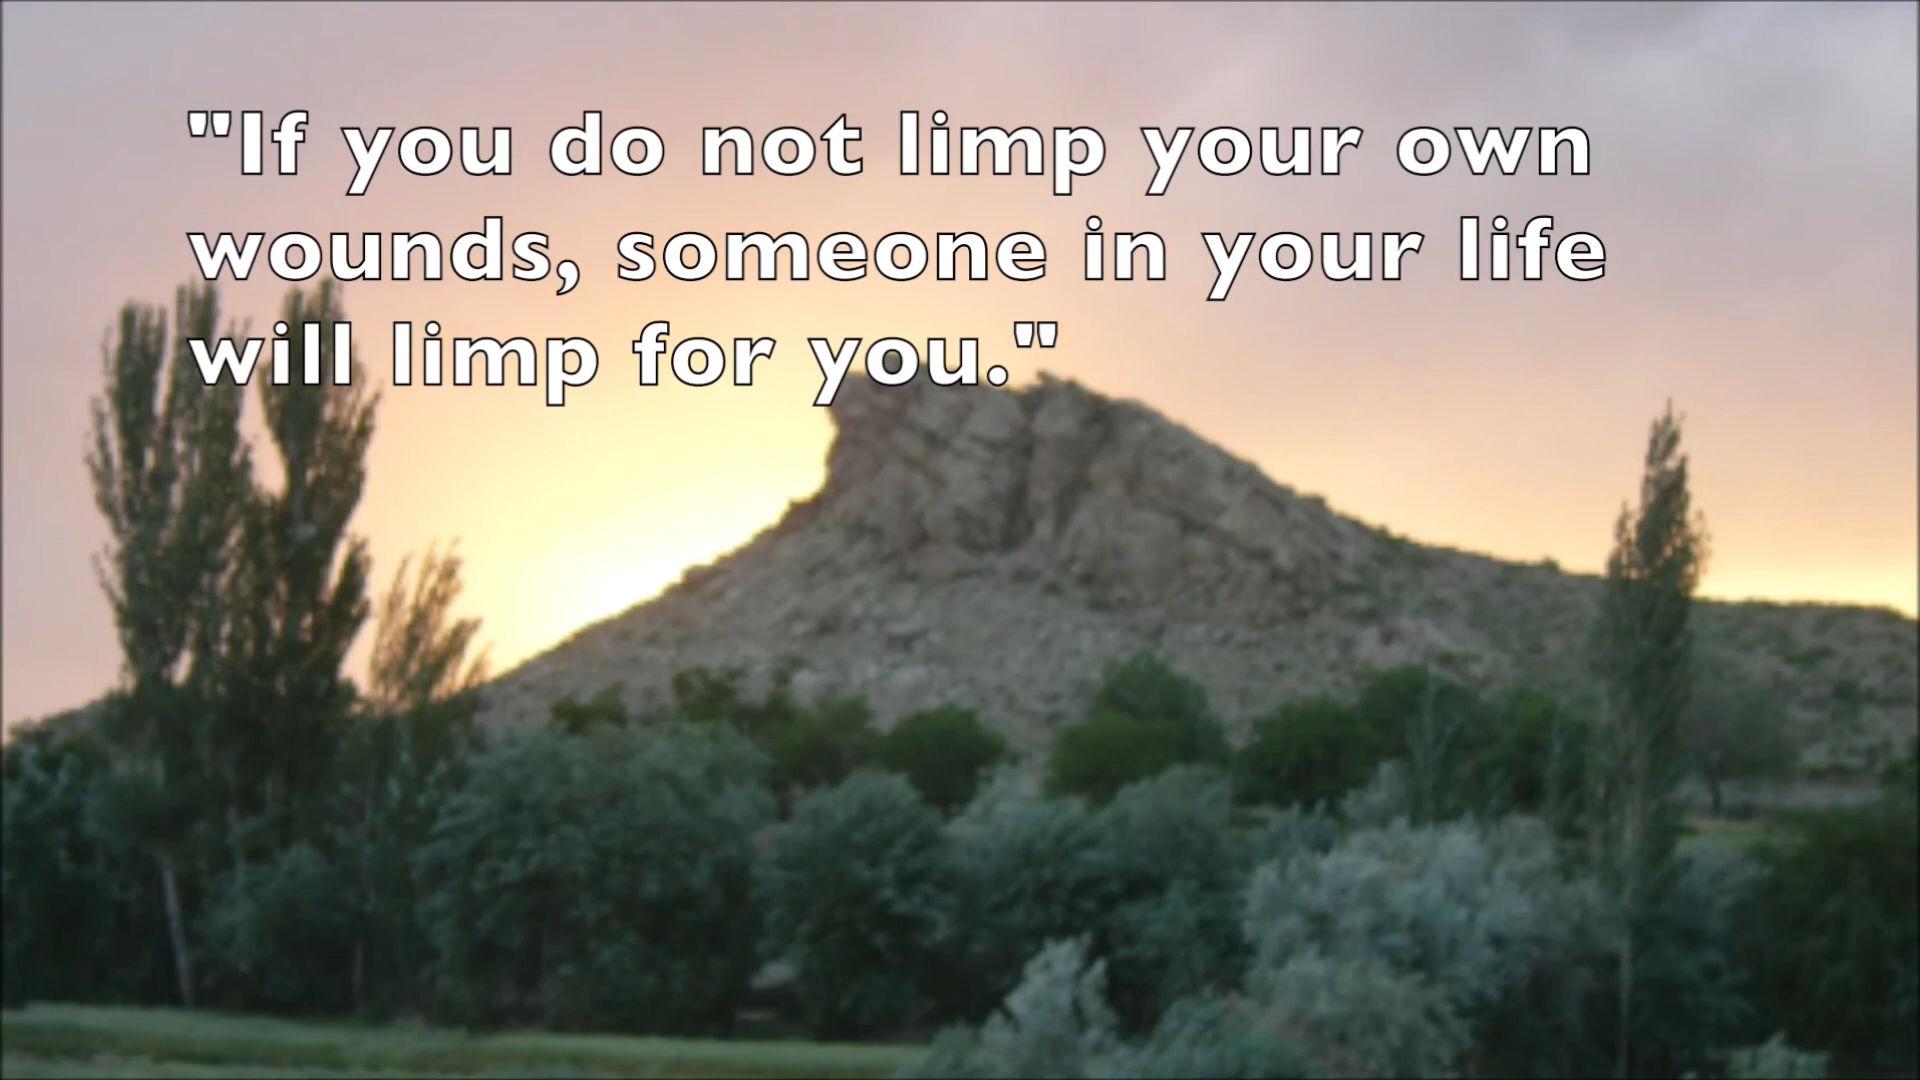 "If you do not limp your own
wounds, someone in your life
will limp for you."